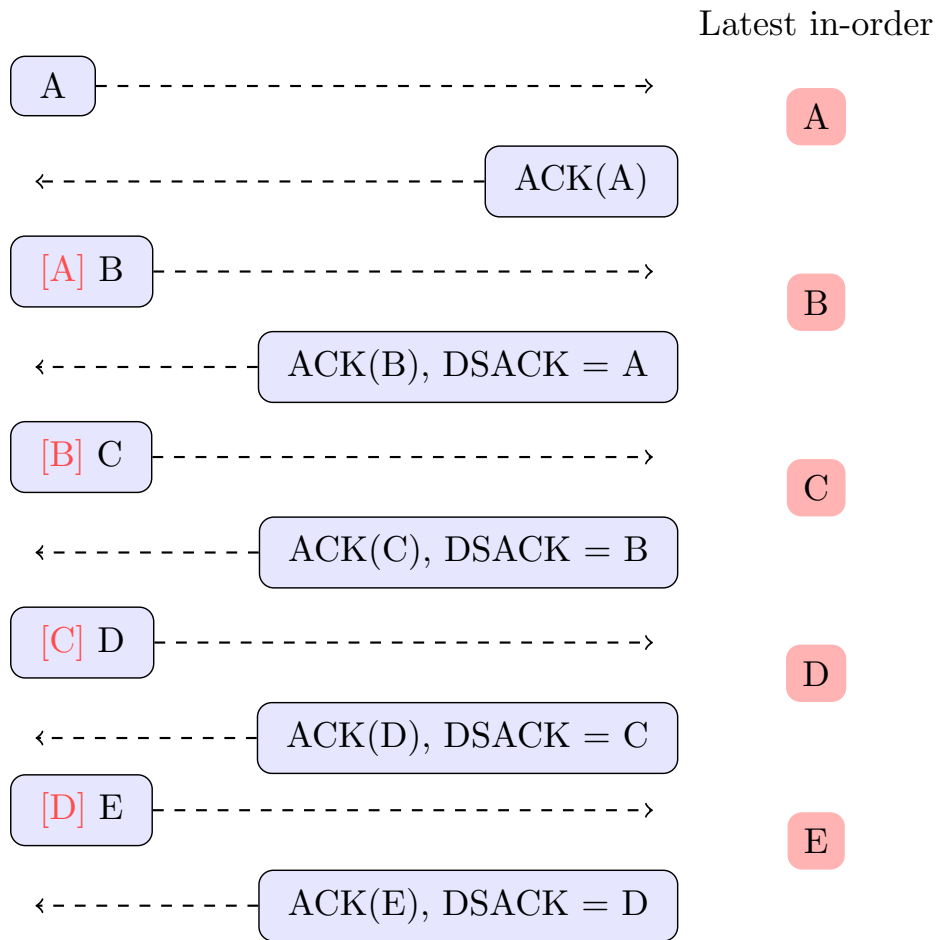 Latest in-order
A
A
ACK(A)
[A] B
B
ACK(B), DSACK = A
[B] C
C
ACK(C), DSACK = B
[C] D
D
ACK(D), DSACK = C
[D] E
E
ACK(E), DSACK = D